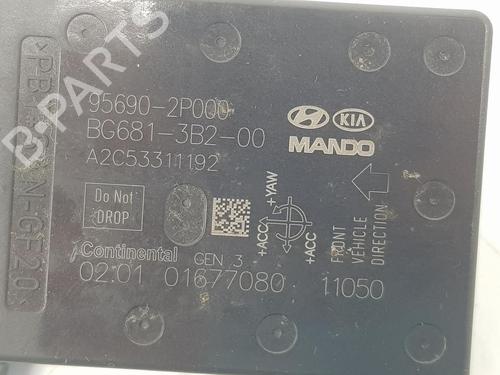 95690-2P000
BG681-3B2-00
A2C53311192
HYUNDAI KIA
MANDO
Do Not
DROP
+YAW
+ACC
+ACC
FRONT
VEHICLE
DIRECTION
Continental GEN 3
02.01 01677080 11050
B-Parts